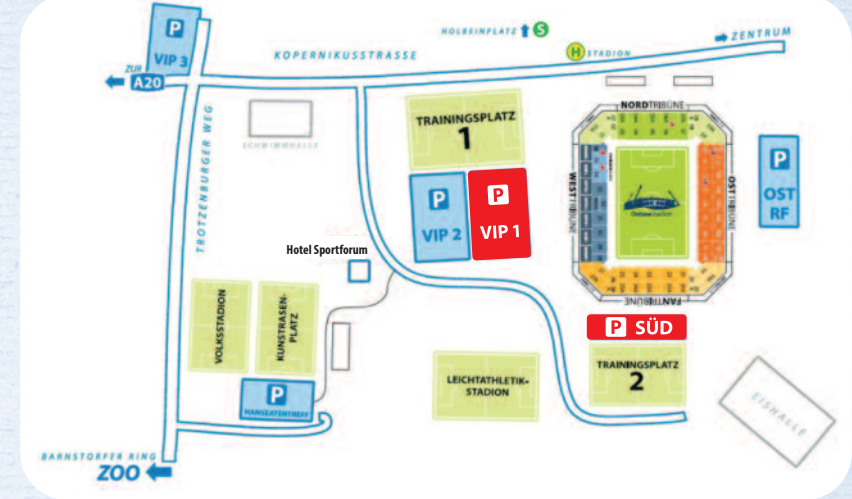 HOLBEINPLATZ S
ZENTRUM
P
VIP 3
KOPERNIKUSSTRASSE
H STADION
ZUR
A20
NORDTRIBÜNE
TRAININGSPLATZ
1
SCHWIMMHALLE
TROTZENBURGER WEG
P
VIP 2
P
VIP 1
WESTTRIBÜNE
OSTTRIBÜNE
Ostseestadion
P
OST
RF
Hotel Sportforum
FANTRIBÜNE
VOLKSSTADION
KUNSTRASEN-
PLATZ
P SÜD
TRAININGSPLATZ
2
LEICHTATHLETIK-
STADION
P
HANSEATENTREFF
EISHALLE
BARNSTORFER RING
ZOO